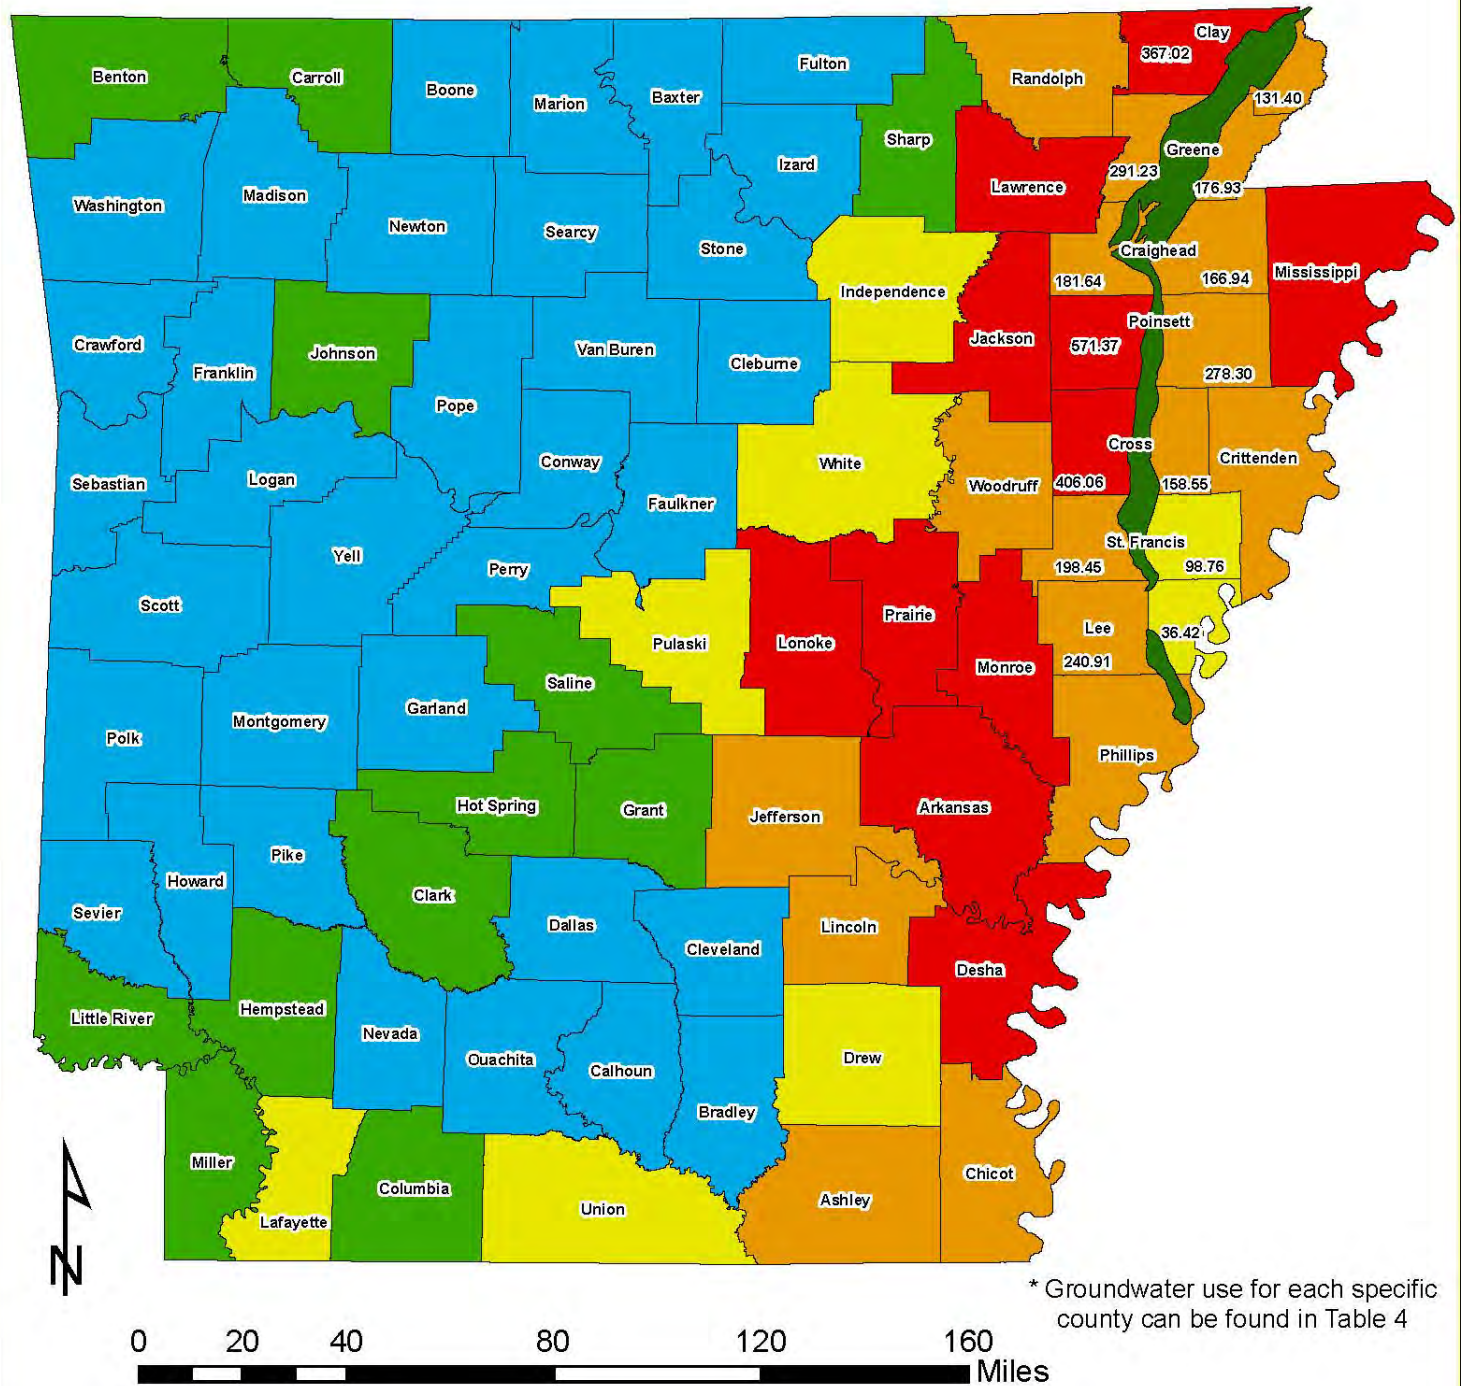 Clay
367.02
Fulton
Benton
Carroll
Boone
Marion
Baxter
Randolph
131.40
Sharp
Greene
Izard
291.23
176.93
Lawrence
Washington
Madison
Newton
Searcy
Stone
Craighead
Mississippi
181.64
166.94
Independence
Poinsett
Jackson
571.37
Crawford
Franklin
Johnson
Van Buren
Cleburne
278.30
Pope
Cross
Crittenden
Conway
White
Sebastian
Logan
Woodruff
406.06
158.55
Faulkner
St. Francis
Yell
Perry
198.45
98.76
Scott
Prairie
Lee
36.42
Pulaski
Lonoke
Monroe
240.91
Saline
Garland
Montgomery
Polk
Phillips
Hot Spring
Grant
Jefferson
Arkansas
Pike
Howard
Clark
Sevier
Dallas
Lincoln
Cleveland
Desha
Little River
Hempstead
Nevada
Ouachita
Calhoun
Drew
Bradley
Miller
Columbia
Lafayette
Union
Ashley
Chicot
N
* Groundwater use for each specific
county can be found in Table 4
0 20 40 80 120 160
Miles